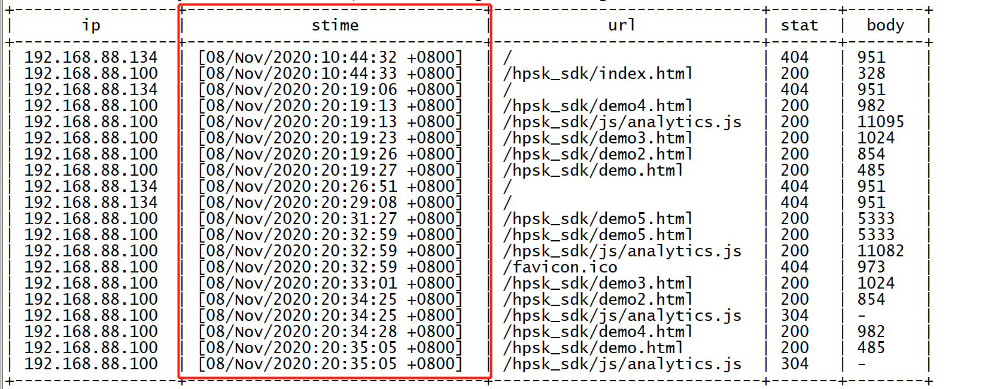 +-----------------+-------------------------------+-----------------------------+-------+--------+
| ip | stime | url | stat | body |
+-----------------+-------------------------------+-----------------------------+-------+--------+
| 192.168.88.134 | [08/Nov/2020:10:44:32 +0800] | / | 404 | 951 |
| 192.168.88.100 | [08/Nov/2020:10:44:33 +0800] | /hpsk_sdk/index.html | 200 | 328 |
| 192.168.88.134 | [08/Nov/2020:20:19:06 +0800] | / | 404 | 951 |
| 192.168.88.100 | [08/Nov/2020:20:19:13 +0800] | /hpsk_sdk/demo4.html | 200 | 982 |
| 192.168.88.100 | [08/Nov/2020:20:19:13 +0800] | /hpsk_sdk/js/analytics.js | 200 | 11095 |
| 192.168.88.100 | [08/Nov/2020:20:19:23 +0800] | /hpsk_sdk/demo3.html | 200 | 1024 |
| 192.168.88.100 | [08/Nov/2020:20:19:26 +0800] | /hpsk_sdk/demo2.html | 200 | 854 |
| 192.168.88.100 | [08/Nov/2020:20:19:27 +0800] | /hpsk_sdk/demo.html | 200 | 485 |
| 192.168.88.134 | [08/Nov/2020:20:26:51 +0800] | / | 404 | 951 |
| 192.168.88.134 | [08/Nov/2020:20:29:08 +0800] | / | 404 | 951 |
| 192.168.88.100 | [08/Nov/2020:20:31:27 +0800] | /hpsk_sdk/demo5.html | 200 | 5333 |
| 192.168.88.100 | [08/Nov/2020:20:32:59 +0800] | /hpsk_sdk/demo5.html | 200 | 5333 |
| 192.168.88.100 | [08/Nov/2020:20:32:59 +0800] | /hpsk_sdk/js/analytics.js | 200 | 11082 |
| 192.168.88.100 | [08/Nov/2020:20:32:59 +0800] | /favicon.ico | 404 | 973 |
| 192.168.88.100 | [08/Nov/2020:20:33:01 +0800] | /hpsk_sdk/demo3.html | 200 | 1024 |
| 192.168.88.100 | [08/Nov/2020:20:34:25 +0800] | /hpsk_sdk/demo2.html | 200 | 854 |
| 192.168.88.100 | [08/Nov/2020:20:34:25 +0800] | /hpsk_sdk/js/analytics.js | 304 | - |
| 192.168.88.100 | [08/Nov/2020:20:34:28 +0800] | /hpsk_sdk/demo4.html | 200 | 982 |
| 192.168.88.100 | [08/Nov/2020:20:35:05 +0800] | /hpsk_sdk/demo.html | 200 | 485 |
| 192.168.88.100 | [08/Nov/2020:20:35:05 +0800] | /hpsk_sdk/js/analytics.js | 304 | - |
+-----------------+-------------------------------+-----------------------------+-------+--------+